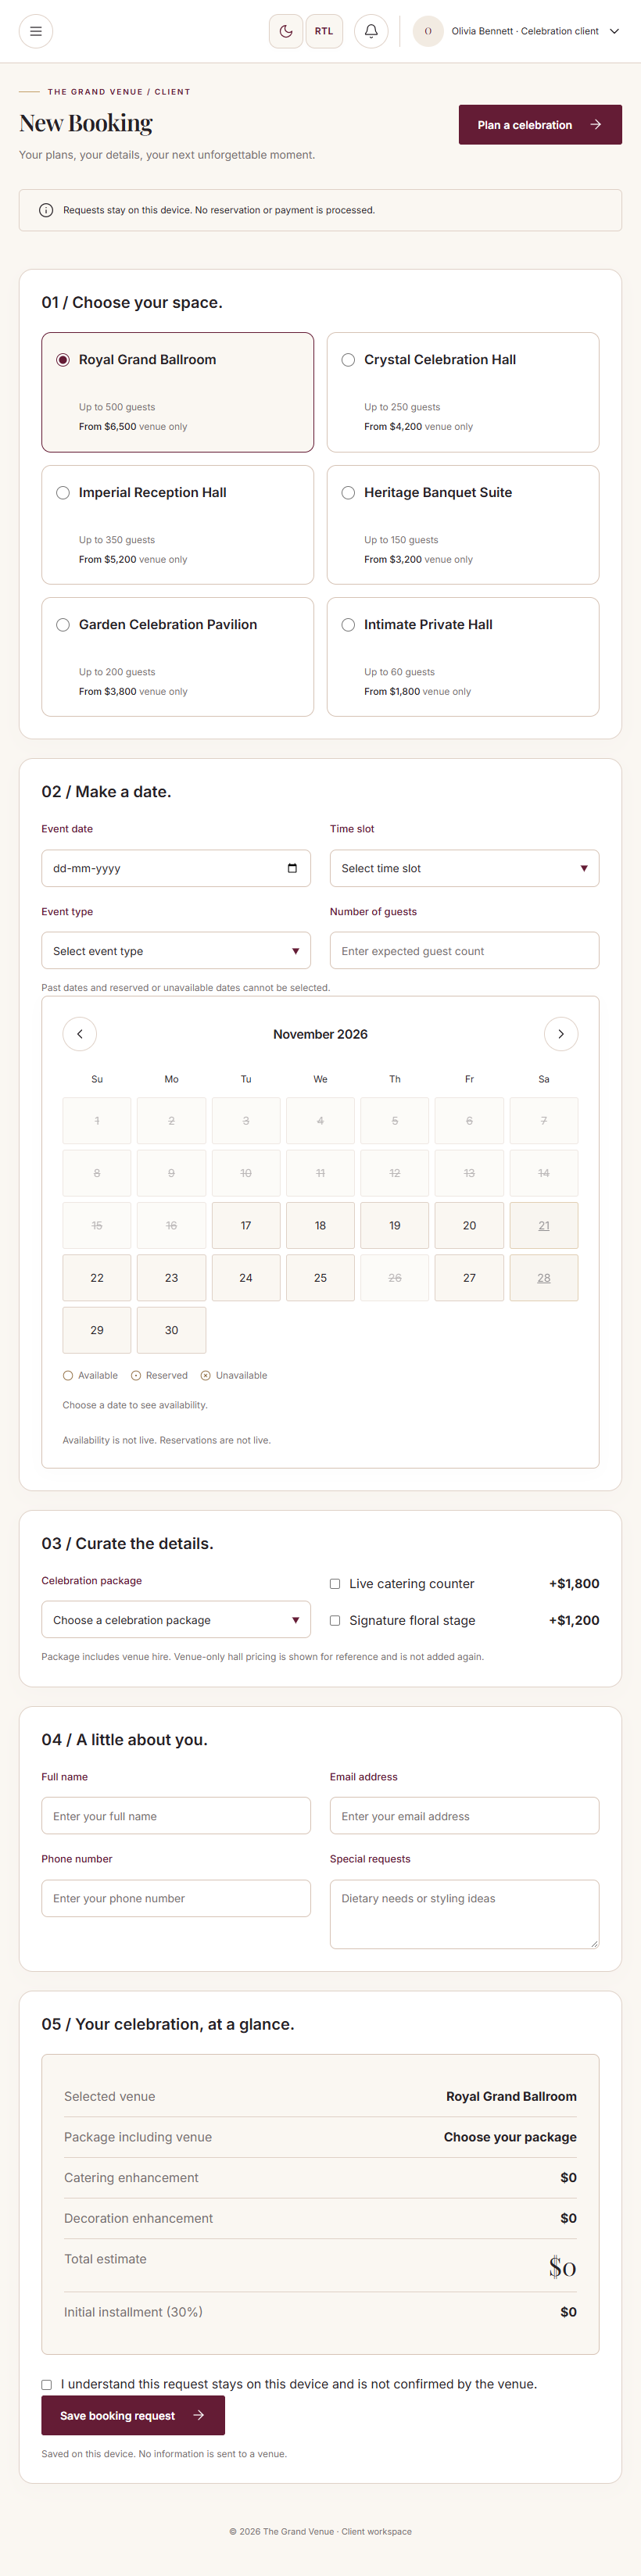 RTL
O
Olivia Bennett · Celebration client
THE GRAND VENUE / CLIENT
New Booking
Plan a celebration
Your plans, your details, your next unforgettable moment.
Requests stay on this device. No reservation or payment is processed.
01 / Choose your space.
Royal Grand Ballroom
Up to 500 guests
From $6,500 venue only
Crystal Celebration Hall
Up to 250 guests
From $4,200 venue only
Imperial Reception Hall
Up to 350 guests
From $5,200 venue only
Heritage Banquet Suite
Up to 150 guests
From $3,200 venue only
Garden Celebration Pavilion
Up to 200 guests
From $3,800 venue only
Intimate Private Hall
Up to 60 guests
From $1,800 venue only
02 / Make a date.
Event date
Time slot
dd-mm-yyyy
Select time slot
Event type
Number of guests
Select event type
Enter expected guest count
Past dates and reserved or unavailable dates cannot be selected.
November 2026
Su Mo Tu We Th Fr Sa
1 2 3 4 5 6 7
8 9 10 11 12 13 14
15 16 17 18 19 20 21
22 23 24 25 26 27 28
29 30
Available Reserved Unavailable
Choose a date to see availability.
Availability is not live. Reservations are not live.
03 / Curate the details.
Celebration package
Choose a celebration package
Live catering counter +$1,800
Signature floral stage +$1,200
Package includes venue hire. Venue-only hall pricing is shown for reference and is not added again.
04 / A little about you.
Full name
Email address
Enter your full name
Enter your email address
Phone number
Special requests
Enter your phone number
Dietary needs or styling ideas
05 / Your celebration, at a glance.
Selected venue Royal Grand Ballroom
Package including venue Choose your package
Catering enhancement $0
Decoration enhancement $0
Total estimate $0
Initial installment (30%) $0
I understand this request stays on this device and is not confirmed by the venue.
Save booking request
Saved on this device. No information is sent to a venue.
© 2026 The Grand Venue · Client workspace